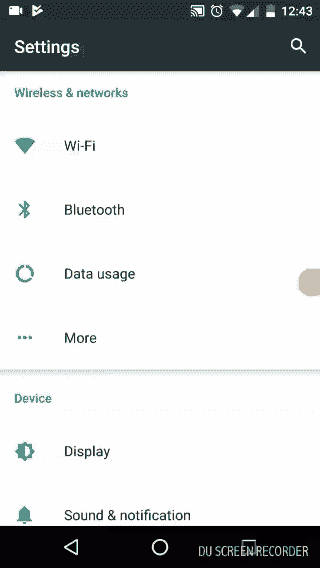 12:43
Settings
Wireless & networks
Wi-Fi
Bluetooth
Data usage
More
Device
Display
Sound & notification
DU SCREEN RECORDER